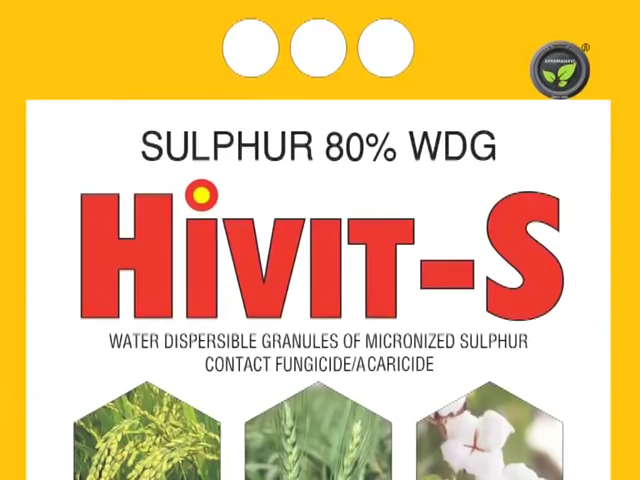 SULPHUR 80% WDG
HiVIT-S
WATER DISPERSIBLE GRANULES OF MICRONIZED SULPHUR
CONTACT FUNGICIDE/ACARICIDE